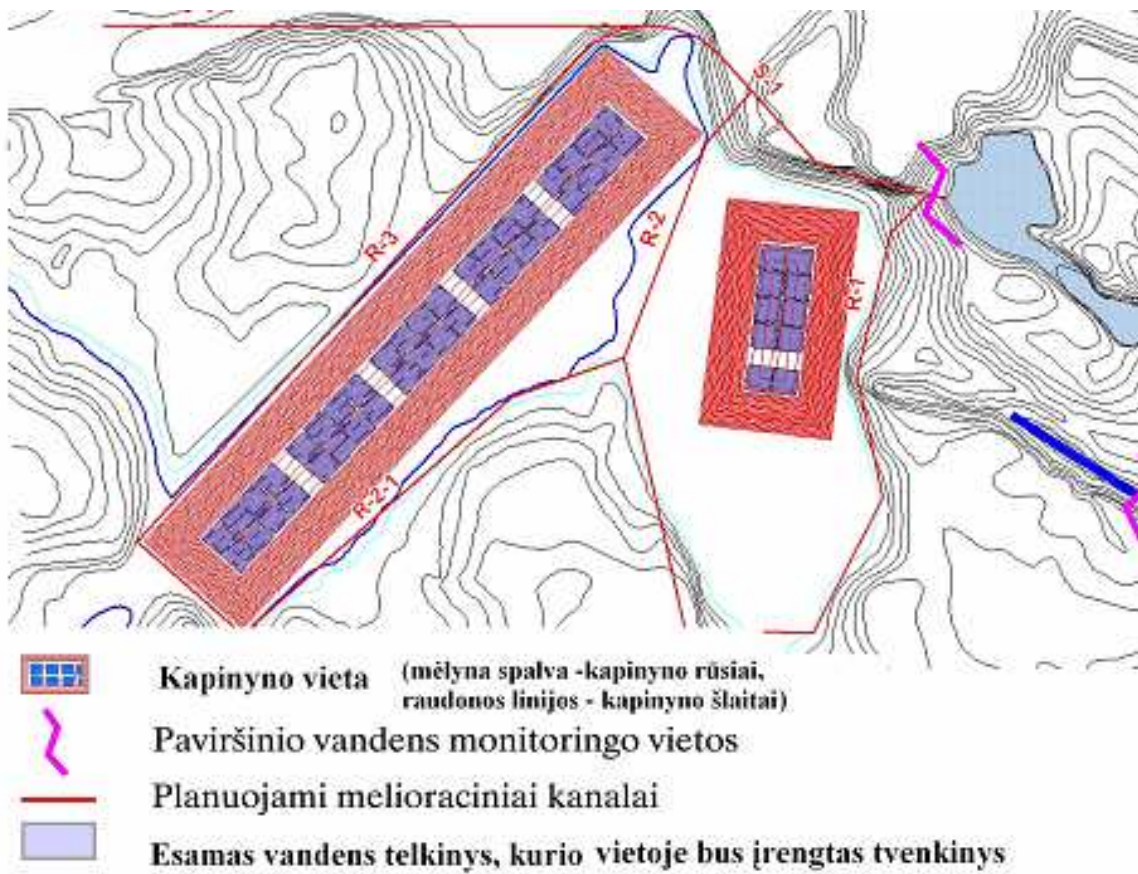 S-1
R-3
R-2
R-1
R-2-1
Kapinyno vieta (mėlyna spalva -kapinyno rūsiai,
raudonos linijos - kapinyno šlaitai)
Paviršinio vandens monitoringo vietos
Planuojami melioraciniai kanalai
Esamas vandens telkinys, kurio vietoje bus įrengtas tvenkinys